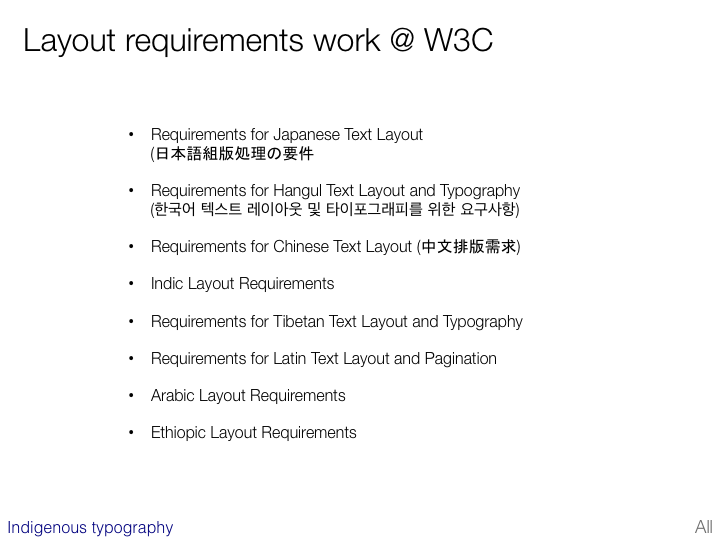 Layout requirements work @ W3C
• Requirements for Japanese Text Layout
(日本語組版処理の要件
• Requirements for Hangul Text Layout and Typography
(한국어 텍스트 레이아웃 및 타이포그래피를 위한 요구사항)
• Requirements for Chinese Text Layout (中文排版需求)
• Indic Layout Requirements
• Requirements for Tibetan Text Layout and Typography
• Requirements for Latin Text Layout and Pagination
• Arabic Layout Requirements
• Ethiopic Layout Requirements
Indigenous typography
All